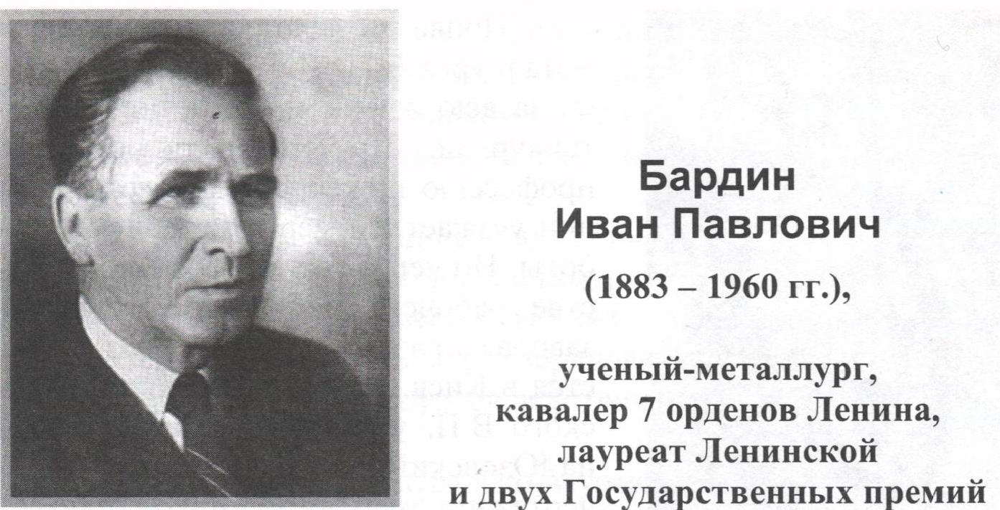 Бардин
Иван Павлович
(1883 – 1960 гг.),
ученый-металлург,
кавалер 7 орденов Ленина,
лауреат Ленинской
и двух Государственных премий